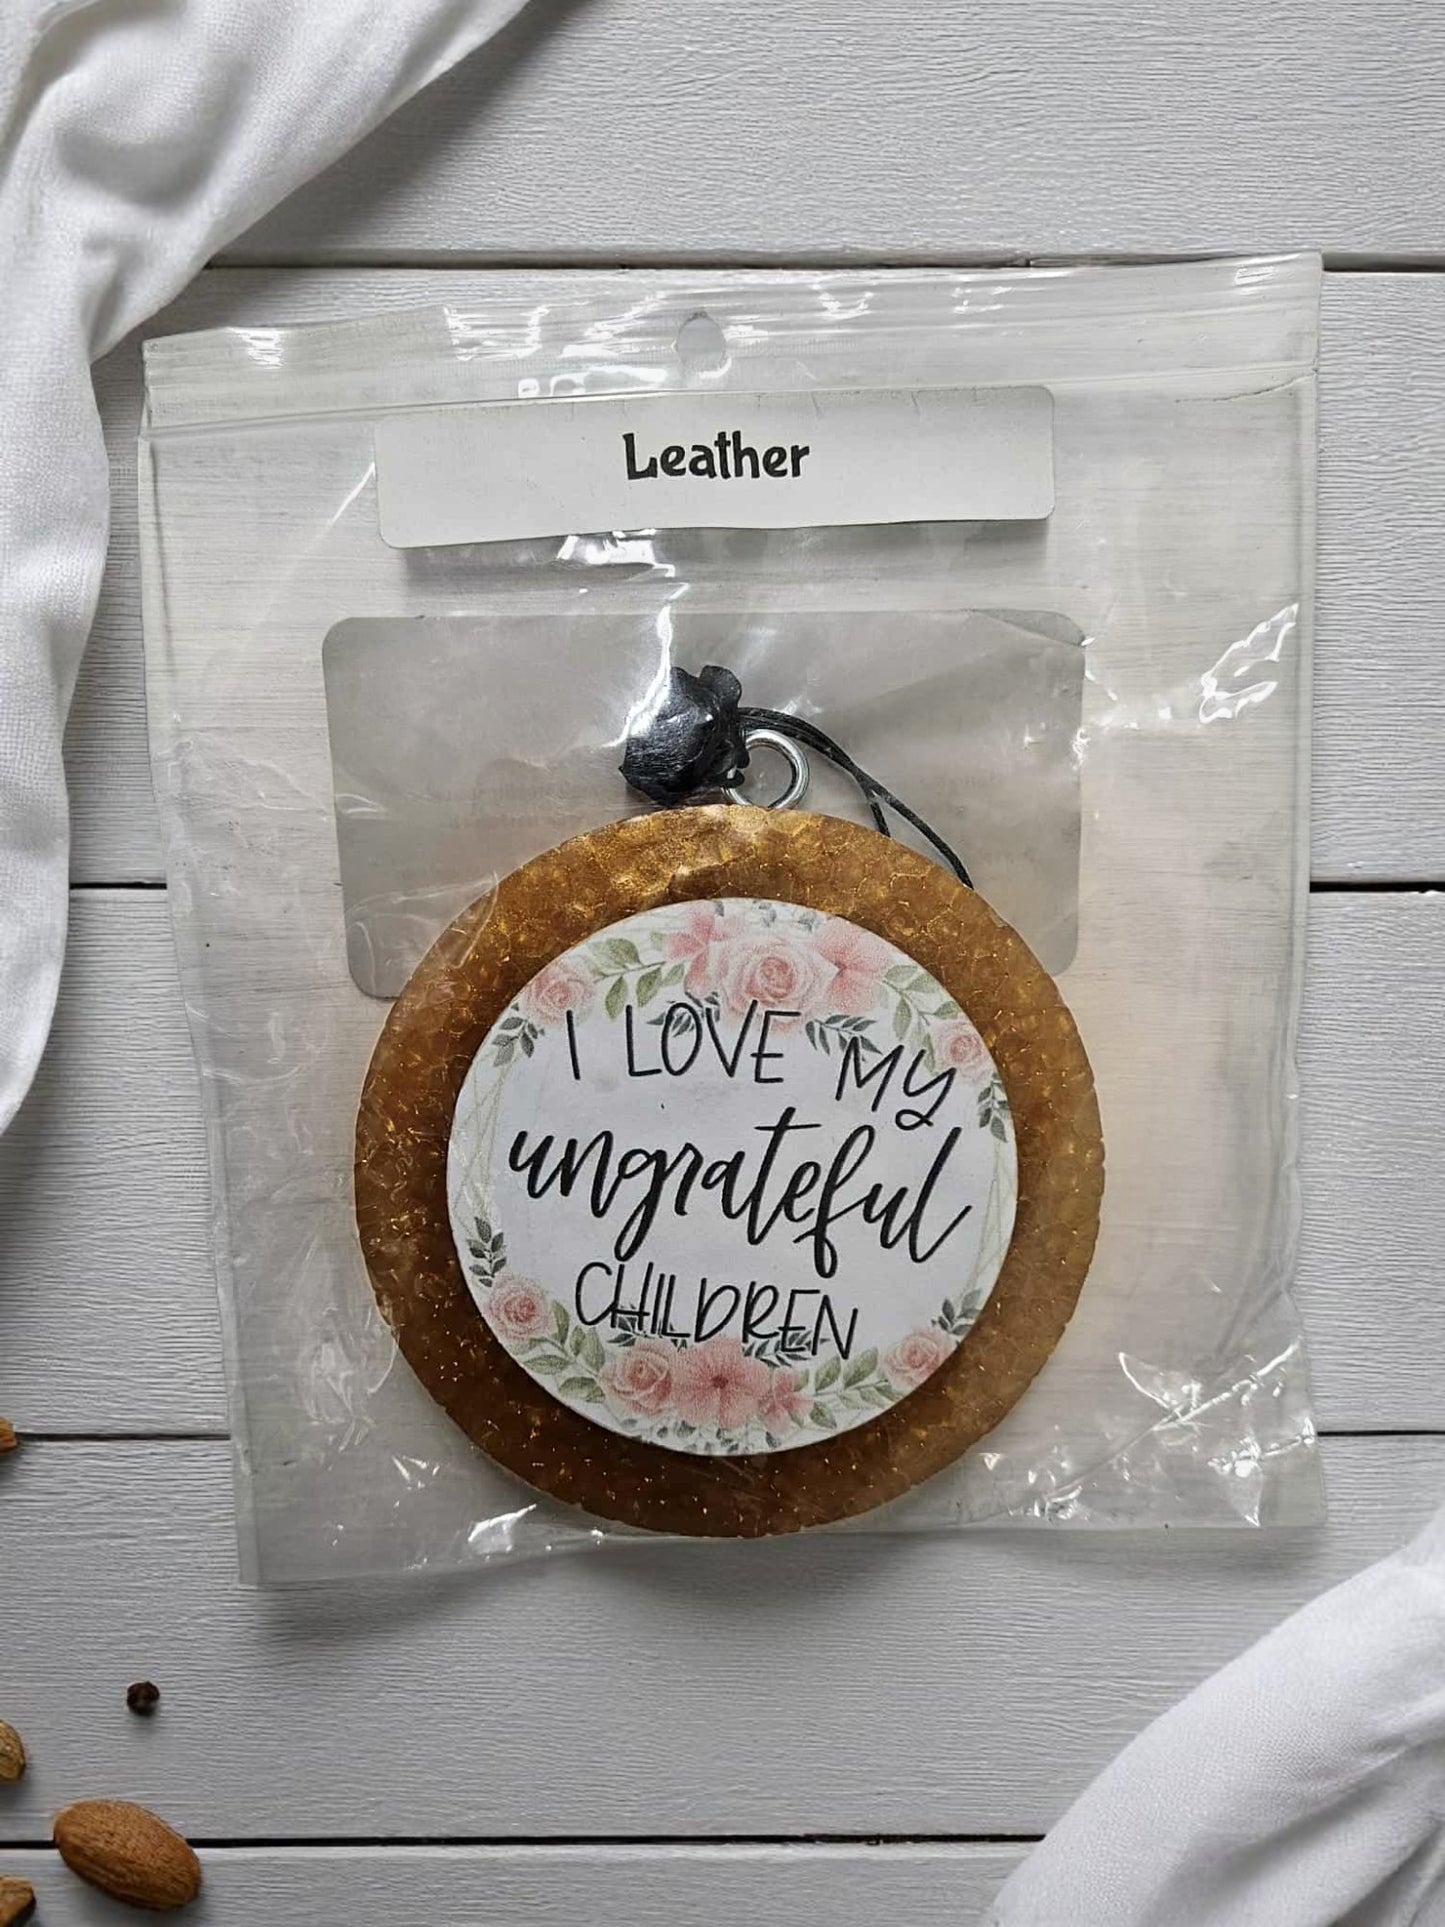 Leather
I LOVE MY
ungrateful
CHILDREN